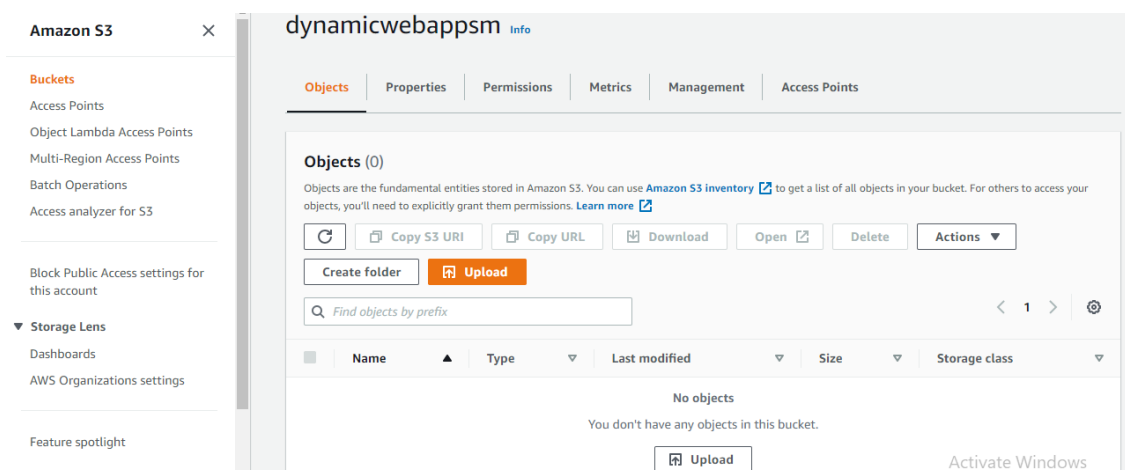 Amazon S3
Buckets
Access Points
Object Lambda Access Points
Multi-Region Access Points
Batch Operations
Access analyzer for S3
Block Public Access settings for
this account
Storage Lens
Dashboards
AWS Organizations settings
Feature spotlight
dynamicwebappsm Info
Objects Properties Permissions Metrics Management Access Points
Objects (0)
Objects are the fundamental entities stored in Amazon S3. You can use Amazon S3 inventory to get a list of all objects in your bucket. For others to access your
objects, you'll need to explicitly grant them permissions. Learn more
Copy S3 URI Copy URL Download Open Delete Actions
Create folder Upload
Find objects by prefix 1
Name Type Last modified Size Storage class
No objects
You don't have any objects in this bucket.
Upload
Activate Windows